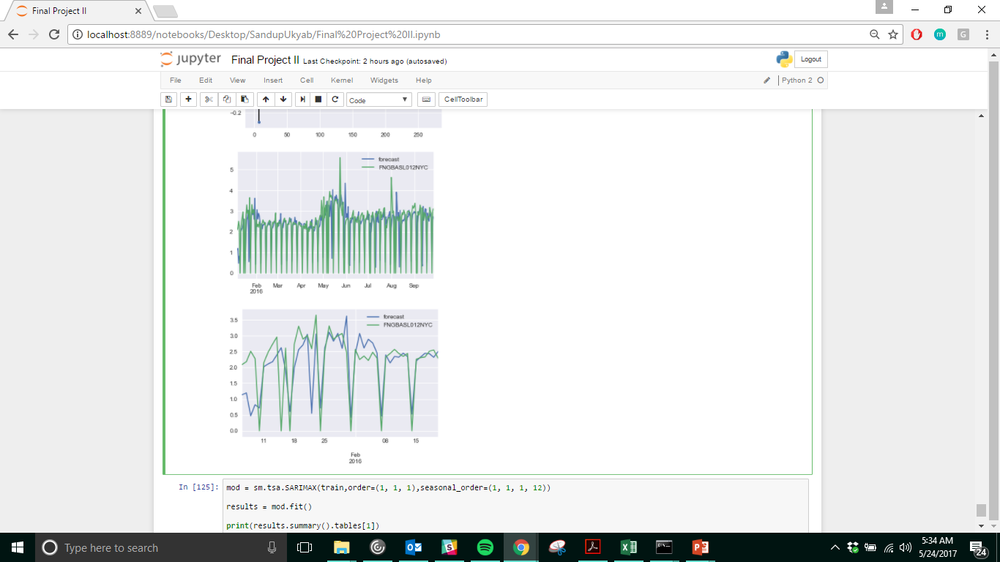 Final Project II
localhost:8889/notebooks/Desktop/SandupUkyab/Final%20Project%20II.ipynb
jupyter Final Project II Last Checkpoint: 2 hours ago (autosaved)
Logout
File Edit View Insert Cell Kernel Widgets Help
Python 2
Code
CellToolbar
−0.2
0 50 100 150 200 250
forecast
FNGBASL012NYC
5
4
3
2
1
0
Feb Mar Apr May Jun Jul Aug Sep
2016
forecast
FNGBASL012NYC
3.5
3.0
2.5
2.0
1.5
1.0
0.5
0.0
11 18 25 08 15
Feb
2016
In [125]: mod = sm.tsa.SARIMAX(train,order=(1, 1, 1),seasonal_order=(1, 1, 1, 12))
results = mod.fit()
print(results.summary().tables[1])
Type here to search
5:34 AM
5/24/2017
24